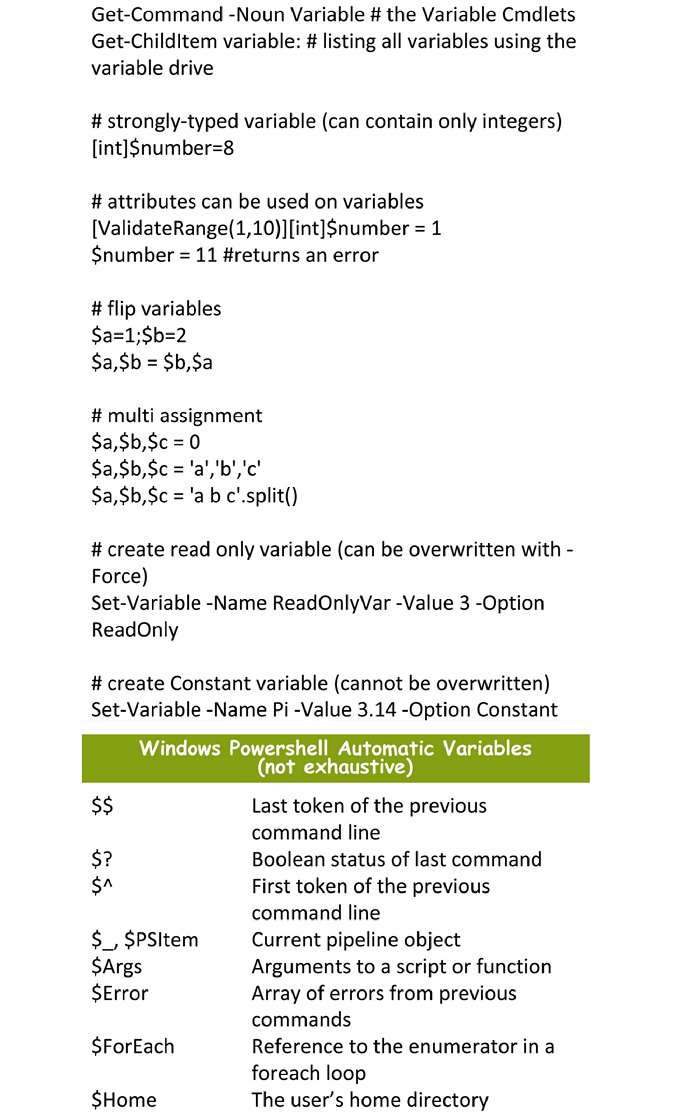 Get-Command -Noun Variable # the Variable Cmdlets
Get-ChildItem variable: # listing all variables using the
variable drive
# strongly-typed variable (can contain only integers)
[int]$number=8
# attributes can be used on variables
[ValidateRange(1,10)][int]$number = 1
$number = 11 #returns an error
# flip variables
$a=1;$b=2
$a,$b = $b,$a
# multi assignment
$a,$b,$c = 0
$a,$b,$c = 'a','b','c'
$a,$b,$c = 'a b c'.split()
# create read only variable (can be overwritten with -
Force)
Set-Variable -Name ReadOnlyVar -Value 3 -Option
ReadOnly
# create Constant variable (cannot be overwritten)
Set-Variable -Name Pi -Value 3.14 -Option Constant
Windows Powershell Automatic Variables
(not exhaustive)
$$ Last token of the previous
command line
$? Boolean status of last command
$^ First token of the previous
command line
$_, $PSItem Current pipeline object
$Args Arguments to a script or function
$Error Array of errors from previous
commands
$ForEach Reference to the enumerator in a
foreach loop
$Home The user’s home directory